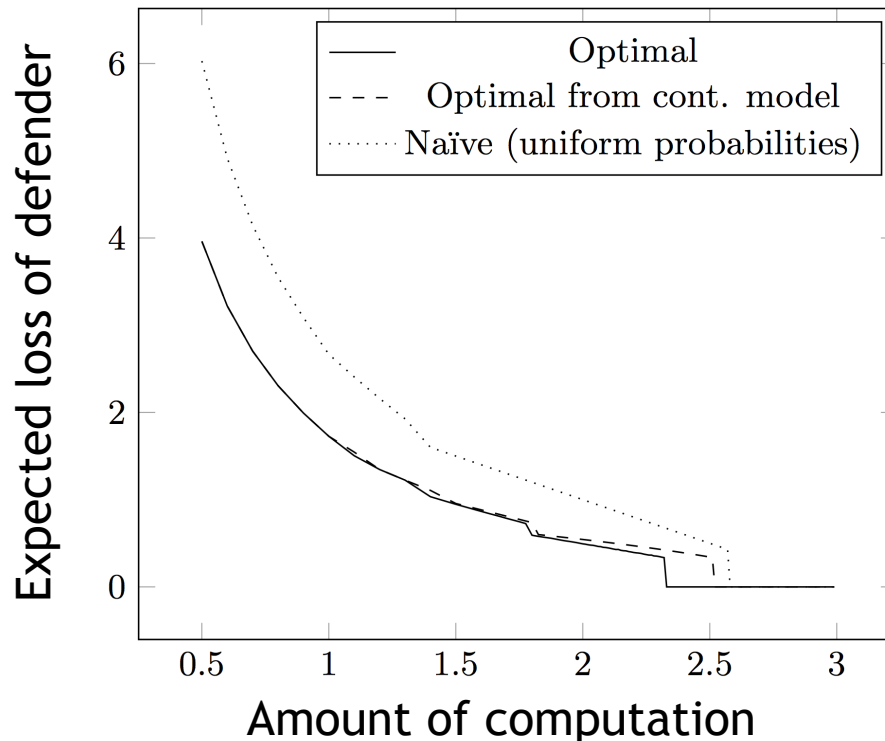 Expected loss of defender
6
4
2
0
Optimal
Optimal from cont. model
Naïve (uniform probabilities)
0.5 1 1.5 2 2.5 3
Amount of computation